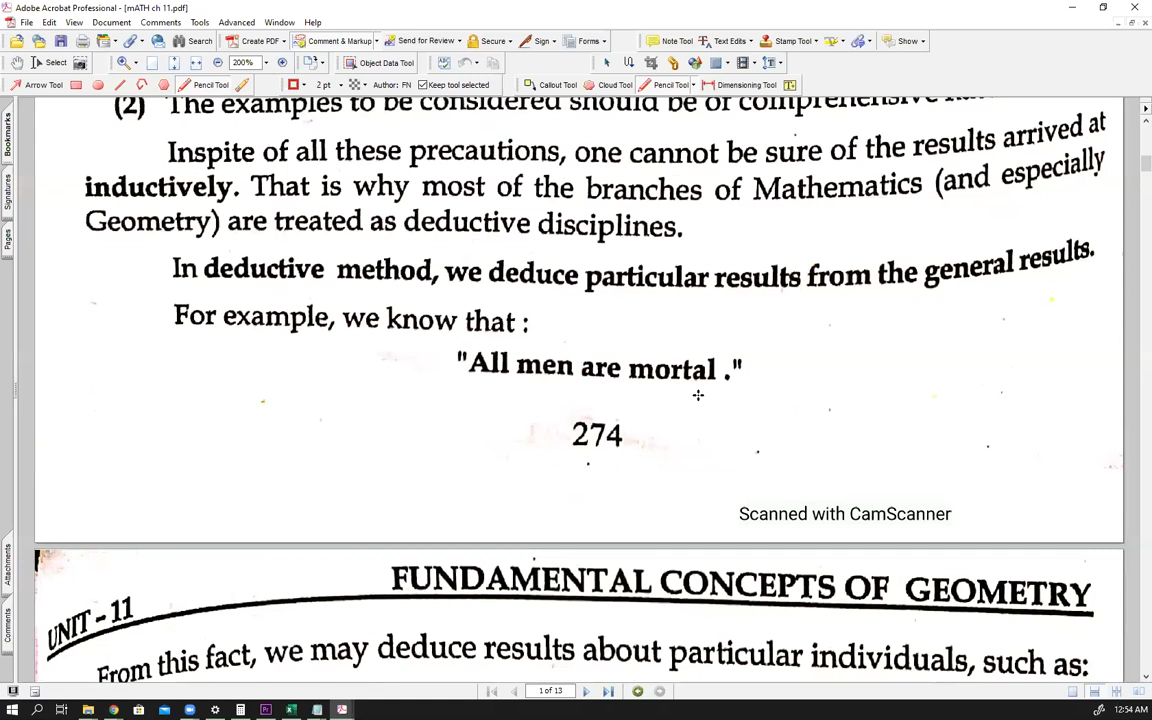 Adobe Acrobat Professional - [mATH ch 11.pdf]
File Edit View Document Comments Tools Advanced Window Help
Search Create PDF Comment & Markup Send for Review Secure Sign Forms Note Tool Text Edits Stamp Tool Show
Select 200% Object Data Tool
Arrow Tool Pencil Tool 2 pt Author: FN Keep tool selected Callout Tool Cloud Tool Pencil Tool Dimensioning Tool
(2) The examples to be considered should be of comprehensive
Inspite of all these precautions, one cannot be sure of the results arrived at
inductively. That is why most of the branches of Mathematics (and especially
Geometry) are treated as deductive disciplines.
In deductive method, we deduce particular results from the general results.
For example, we know that :
"All men are mortal ."
274
Scanned with CamScanner
FUNDAMENTAL CONCEPTS OF GEOMETRY
UNIT - 11
From this fact, we may deduce results about particular individuals, such as:
Bookmarks
Signatures
Pages
Attachments
Comments
1 of 13
12:54 AM